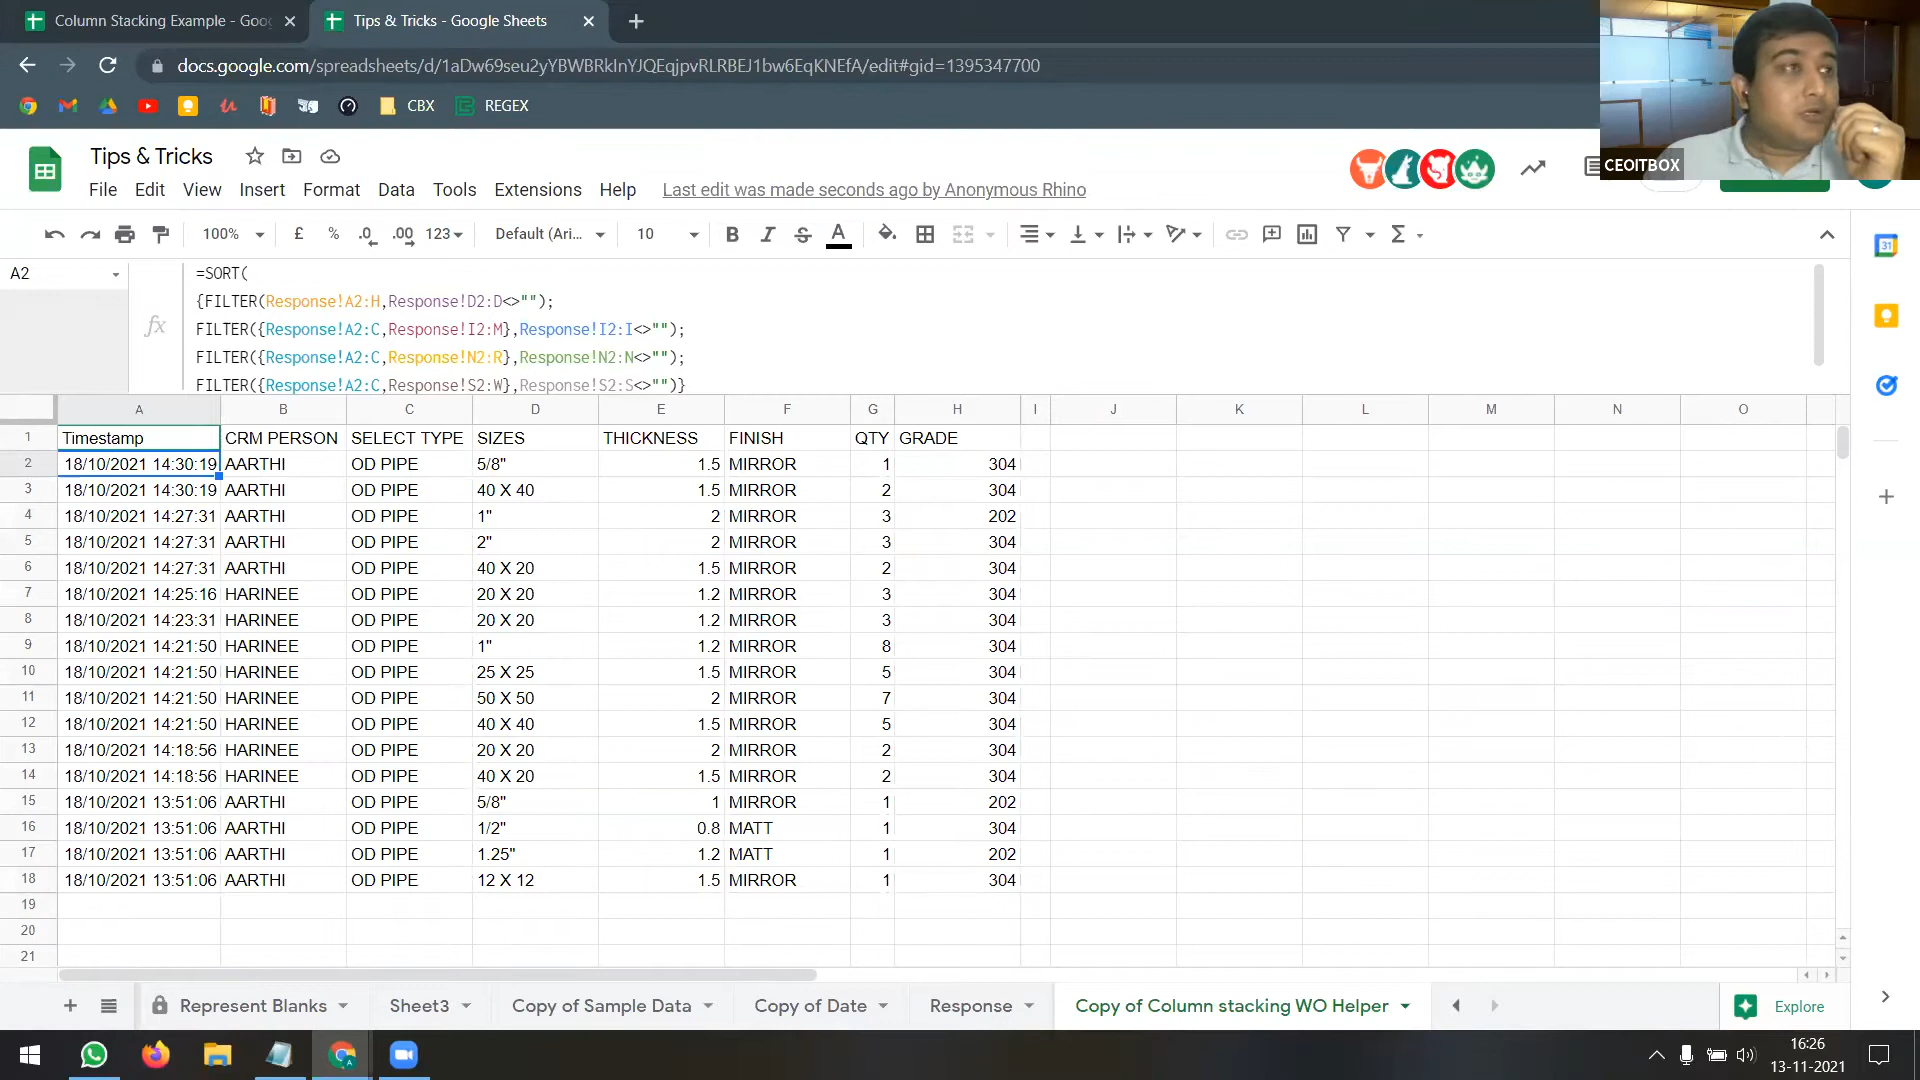 Column Stacking Example - Goo
Tips & Tricks - Google Sheets
docs.google.com/spreadsheets/d/1aDw69seu2yYBWBRkInYJQEqjpvRLRBEJ1bw6EqKNEfA/edit#gid=1395347700
CBX
REGEX
CEOITBOX
Tips & Tricks
File Edit View Insert Format Data Tools Extensions Help Last edit was made seconds ago by Anonymous Rhino
100% £ % .0 .00 123 Default (Ari... 10 B I S A
A2
=SORT(
{FILTER(Response!A2:H,Response!D2:D<>"");
FILTER({Response!A2:C,Response!I2:M},Response!I2:I<>"");
FILTER({Response!A2:C,Response!N2:R},Response!N2:N<>"");
FILTER({Response!A2:C,Response!S2:W},Response!S2:S<>"")}
fx
A B C D E F G H I J K L M N O
1 Timestamp CRM PERSON SELECT TYPE SIZES THICKNESS FINISH QTY GRADE
2 18/10/2021 14:30:19 AARTHI OD PIPE 5/8" 1.5 MIRROR 1 304
3 18/10/2021 14:30:19 AARTHI OD PIPE 40 X 40 1.5 MIRROR 2 304
4 18/10/2021 14:27:31 AARTHI OD PIPE 1" 2 MIRROR 3 202
5 18/10/2021 14:27:31 AARTHI OD PIPE 2" 2 MIRROR 3 304
6 18/10/2021 14:27:31 AARTHI OD PIPE 40 X 20 1.5 MIRROR 2 304
7 18/10/2021 14:25:16 HARINEE OD PIPE 20 X 20 1.2 MIRROR 3 304
8 18/10/2021 14:23:31 HARINEE OD PIPE 20 X 20 1.2 MIRROR 3 304
9 18/10/2021 14:21:50 HARINEE OD PIPE 1" 1.2 MIRROR 8 304
10 18/10/2021 14:21:50 HARINEE OD PIPE 25 X 25 1.5 MIRROR 5 304
11 18/10/2021 14:21:50 HARINEE OD PIPE 50 X 50 2 MIRROR 7 304
12 18/10/2021 14:21:50 HARINEE OD PIPE 40 X 40 1.5 MIRROR 5 304
13 18/10/2021 14:18:56 HARINEE OD PIPE 20 X 20 2 MIRROR 2 304
14 18/10/2021 14:18:56 HARINEE OD PIPE 40 X 20 1.5 MIRROR 2 304
15 18/10/2021 13:51:06 AARTHI OD PIPE 5/8" 1 MIRROR 1 202
16 18/10/2021 13:51:06 AARTHI OD PIPE 1/2" 0.8 MATT 1 304
17 18/10/2021 13:51:06 AARTHI OD PIPE 1.25" 1.2 MATT 1 202
18 18/10/2021 13:51:06 AARTHI OD PIPE 12 X 12 1.5 MIRROR 1 304
19
20
21
Represent Blanks Sheet3 Copy of Sample Data Copy of Date Response Copy of Column stacking WO Helper Explore
16:26
13-11-2021